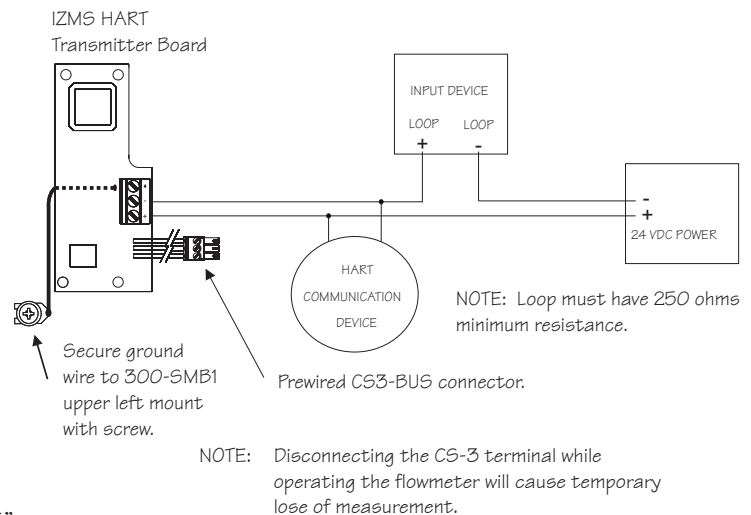 IZMS HART
Transmitter Board
INPUT DEVICE
LOOP LOOP
+ -
-
+
24 VDC POWER
HART
COMMUNICATION
DEVICE
NOTE: Loop must have 250 ohms
minimum resistance.
Secure ground
wire to 300-SMB1
upper left mount
with screw.
Prewired CS3-BUS connector.
NOTE: Disconnecting the CS-3 terminal while
operating the flowmeter will cause temporary
lose of measurement.